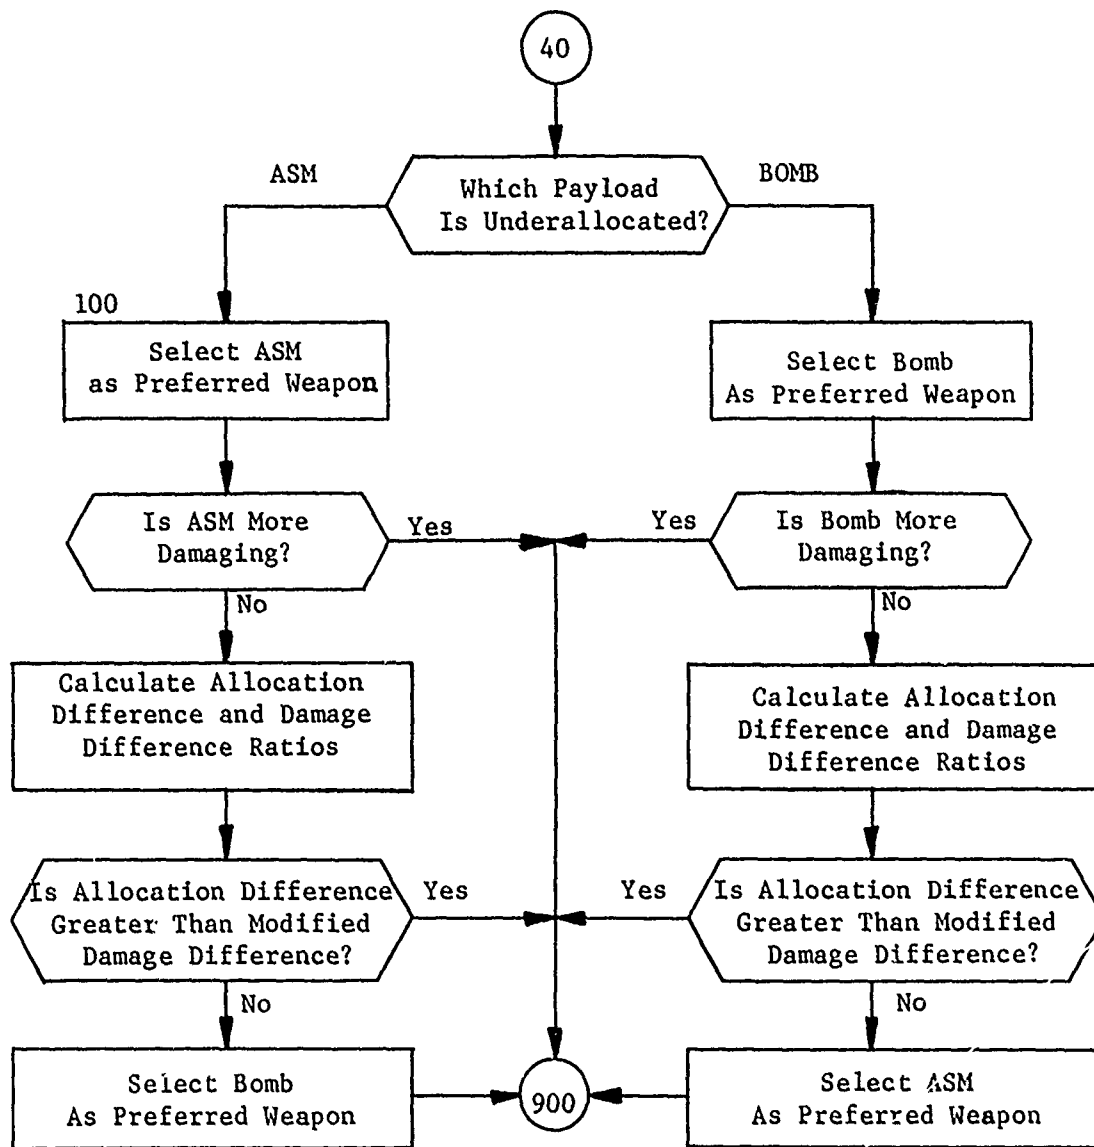 40
Which Payload
Is Underallocated?
ASM
BOMB
100
Select ASM
as Preferred Weapon
Select Bomb
As Preferred Weapon
Is ASM More
Damaging?
Yes
Yes
Is Bomb More
Damaging?
No
No
Calculate Allocation
Difference and Damage
Difference Ratios
Calculate Allocation
Difference and Damage
Difference Ratios
Is Allocation Difference
Greater Than Modified
Damage Difference?
Yes
Yes
Is Allocation Difference
Greater Than Modified
Damage Difference?
No
No
Select Bomb
As Preferred Weapon
900
Select ASM
As Preferred Weapon